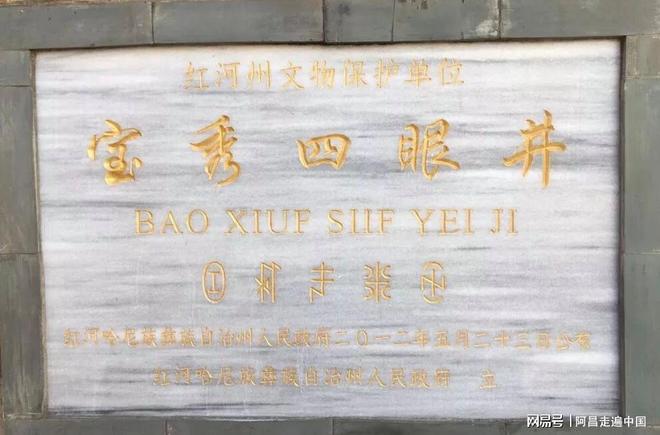 红河州文物保护单位
宝秀四眼井
BAO XIUF SIIF YEI JI
红河哈尼族彝族自治州人民政府二〇一二年五月二十三日公布
红河哈尼族彝族自治州人民政府 立
网易号 | 阿昌走遍中国